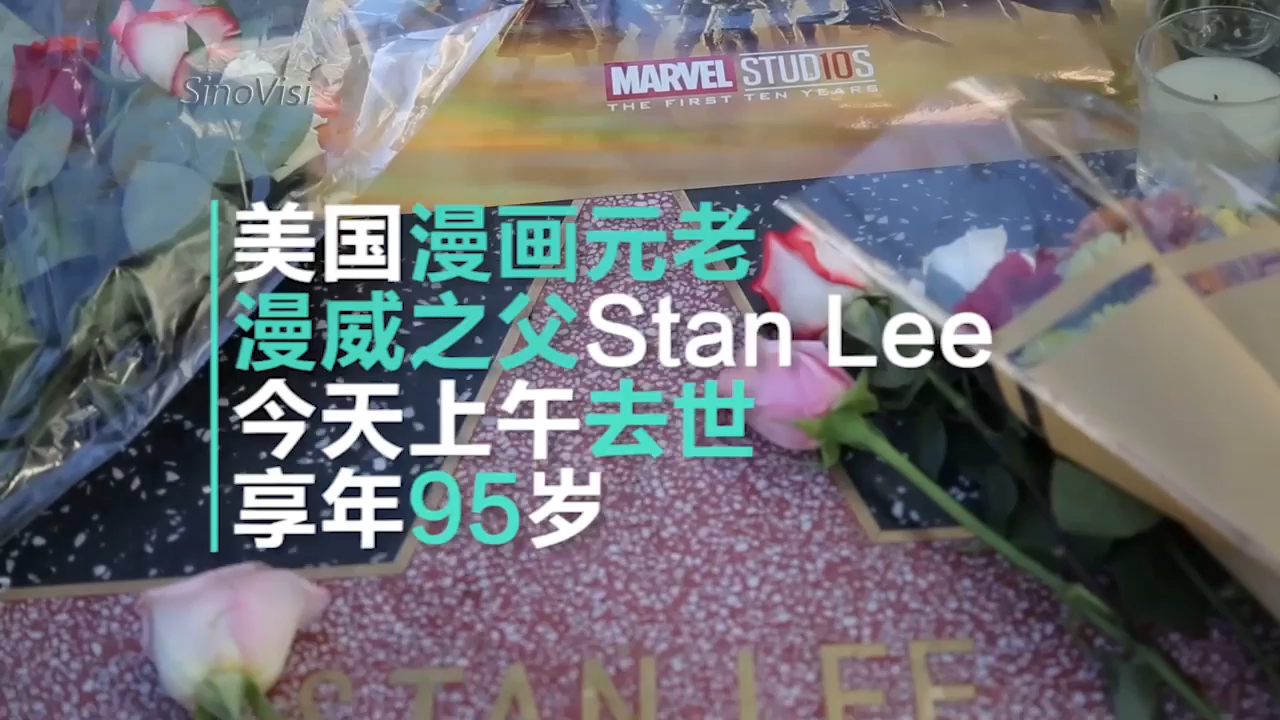 SinoVisi
MARVEL STUD10S
THE FIRST TEN YEARS
美国漫画元老
漫威之父Stan Lee
今天上午去世
享年95岁
STAN LEE